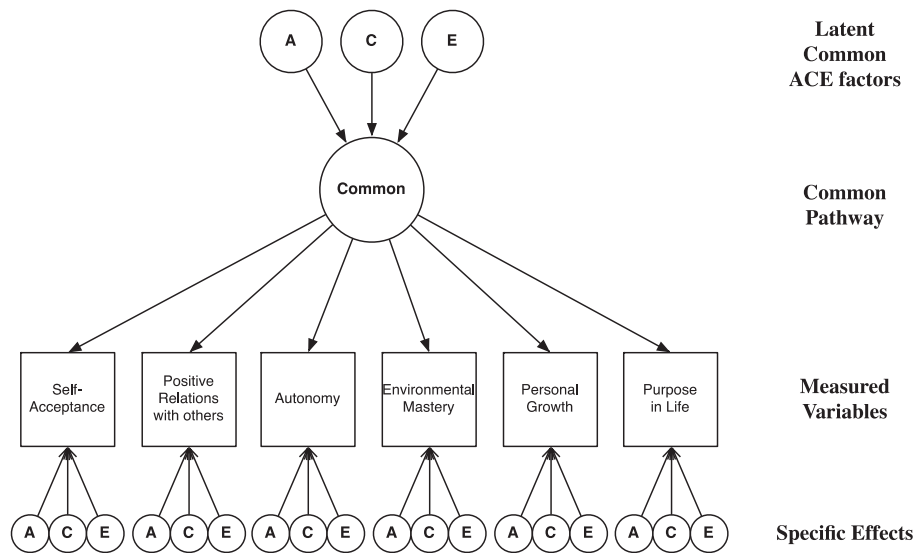 A C E
Latent
Common
ACE factors
Common
Common
Pathway
Self-
Acceptance
Positive
Relations
with others
Autonomy
Environmental
Mastery
Personal
Growth
Purpose
in Life
Measured
Variables
A C E A C E A C E A C E A C E A C E
Specific Effects